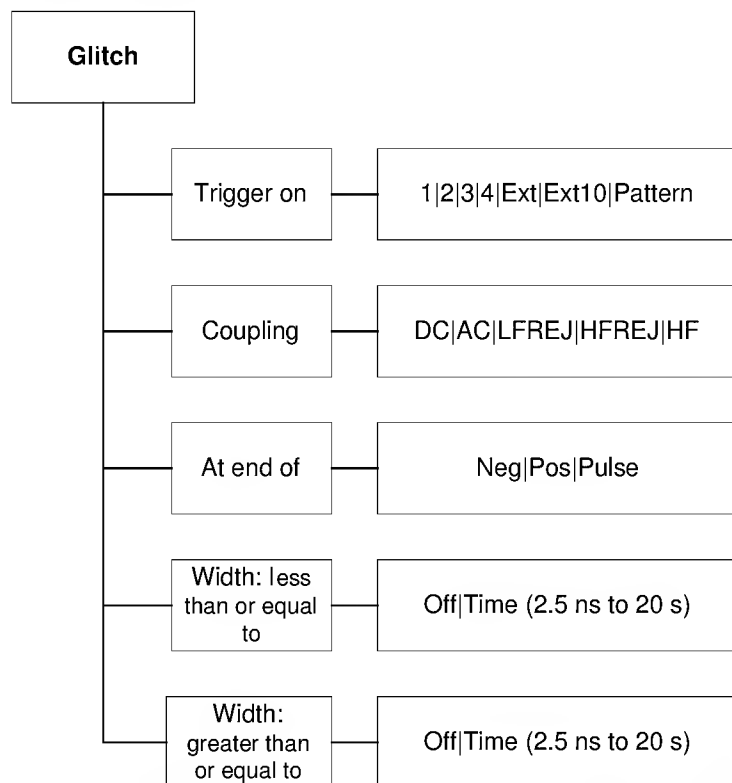 Glitch
Trigger on
1|2|3|4|Ext|Ext10|Pattern
Coupling
DC|AC|LFREJ|HFREJ|HF
At end of
Neg|Pos|Pulse
Width: less
than or equal
to
Off|Time (2.5 ns to 20 s)
Width:
greater than
or equal to
Off|Time (2.5 ns to 20 s)